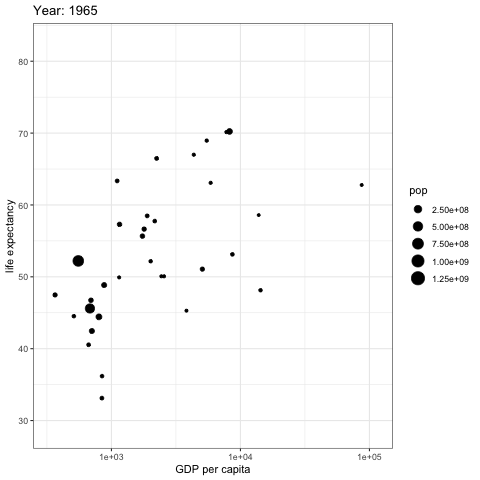 Year: 1965
80
70
60
50
40
30
life expectancy
1e+03
1e+04
1e+05
GDP per capita
pop
2.50e+08
5.00e+08
7.50e+08
1.00e+09
1.25e+09